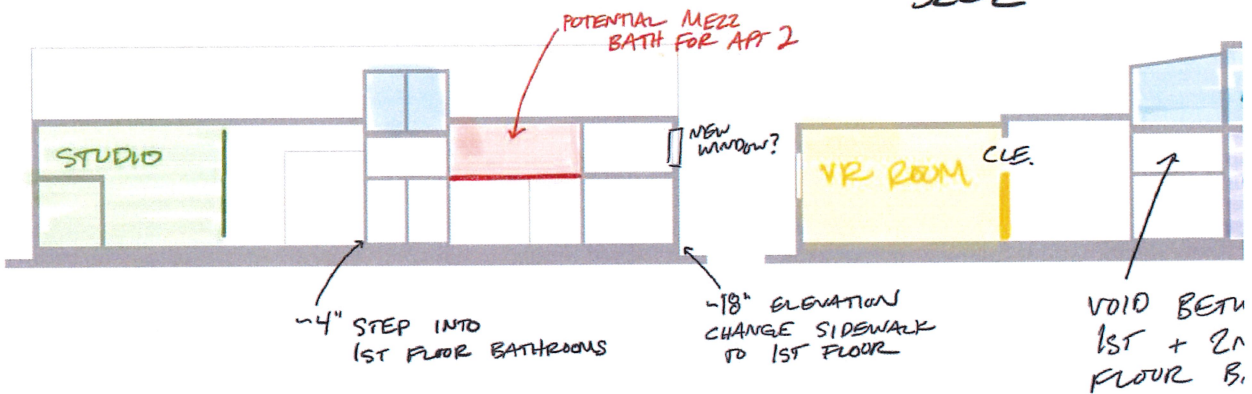 POTENTIAL MEZZ
BATH FOR APT 2
STUDIO
NEW
WINDOW?
VR ROOM
CLE.
~4" STEP INTO
1ST FLOOR BATHROOMS
~18" ELEVATION
CHANGE SIDEWALK
TO 1ST FLOOR
VOID BETW
1ST + 2N
FLOOR BA